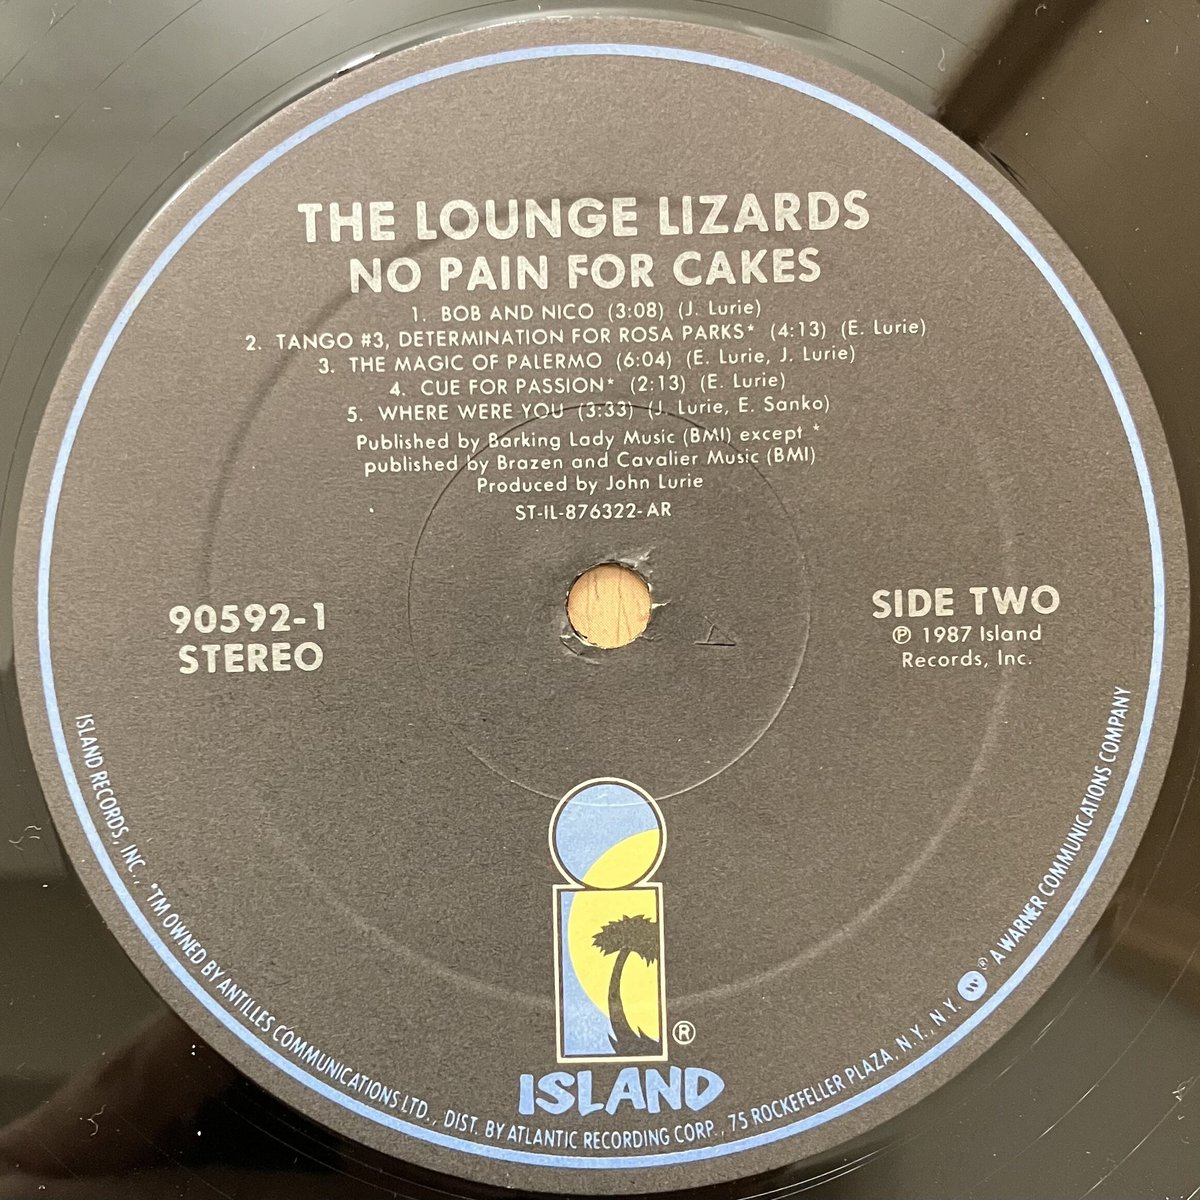 THE LOUNGE LIZARDS
NO PAIN FOR CAKES
1. BOB AND NICO (3:08) (J. Lurie)
2. TANGO #3, DETERMINATION FOR ROSA PARKS* (4:13) (E. Lurie)
3. THE MAGIC OF PALERMO (6:04) (E. Lurie, J. Lurie)
4. CUE FOR PASSION* (2:13) (E. Lurie)
5. WHERE WERE YOU (3:33) (J. Lurie, E. Sanko)
Published by Barking Lady Music (BMI) except *
published by Brazen and Cavalier Music (BMI)
Produced by John Lurie
ST-IL-876322-AR
90592-1
STEREO
SIDE TWO
℗ 1987 Island
Records, Inc.
®
ISLAND
ISLAND RECORDS, INC., *TM OWNED BY ANTILLES COMMUNICATIONS LTD., DIST. BY ATLANTIC RECORDING CORP., 75 ROCKEFELLER PLAZA, N.Y., N.Y. ® A WARNER COMMUNICATIONS COMPANY